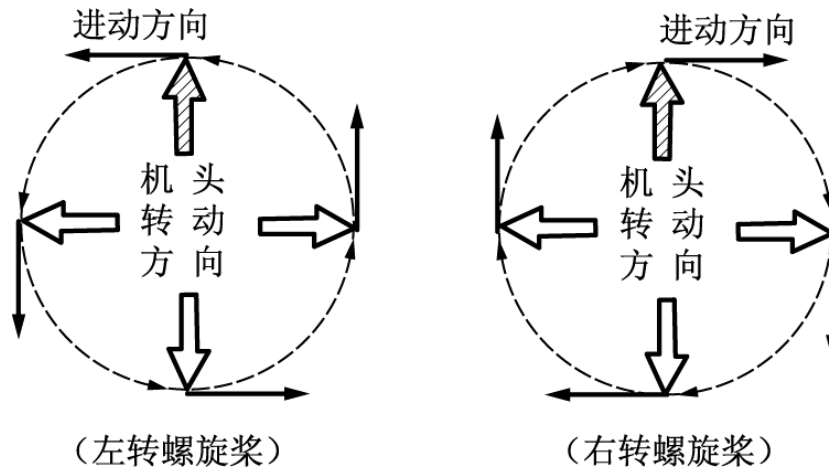 进动方向
进动方向
机头
转动
方向
机头
转动
方向
（左转螺旋桨）
（右转螺旋桨）